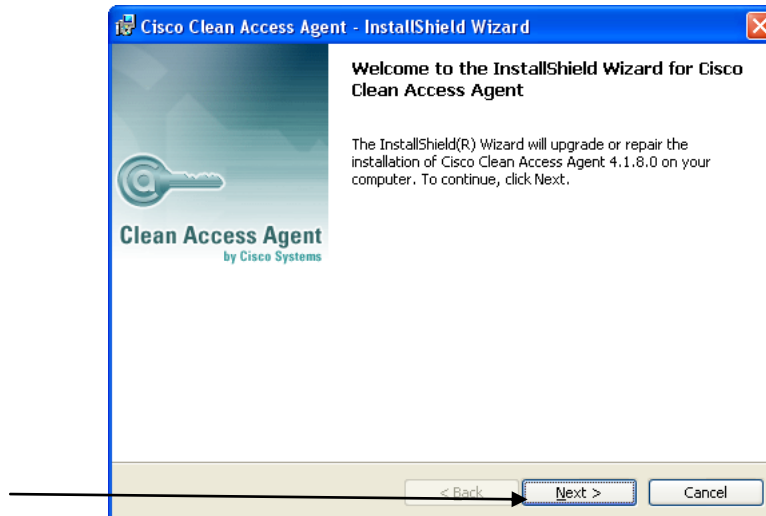 Cisco Clean Access Agent - InstallShield Wizard
Welcome to the InstallShield Wizard for Cisco
Clean Access Agent
The InstallShield(R) Wizard will upgrade or repair the
installation of Cisco Clean Access Agent 4.1.8.0 on your
computer. To continue, click Next.
Clean Access Agent
by Cisco Systems
< Back
Next >
Cancel